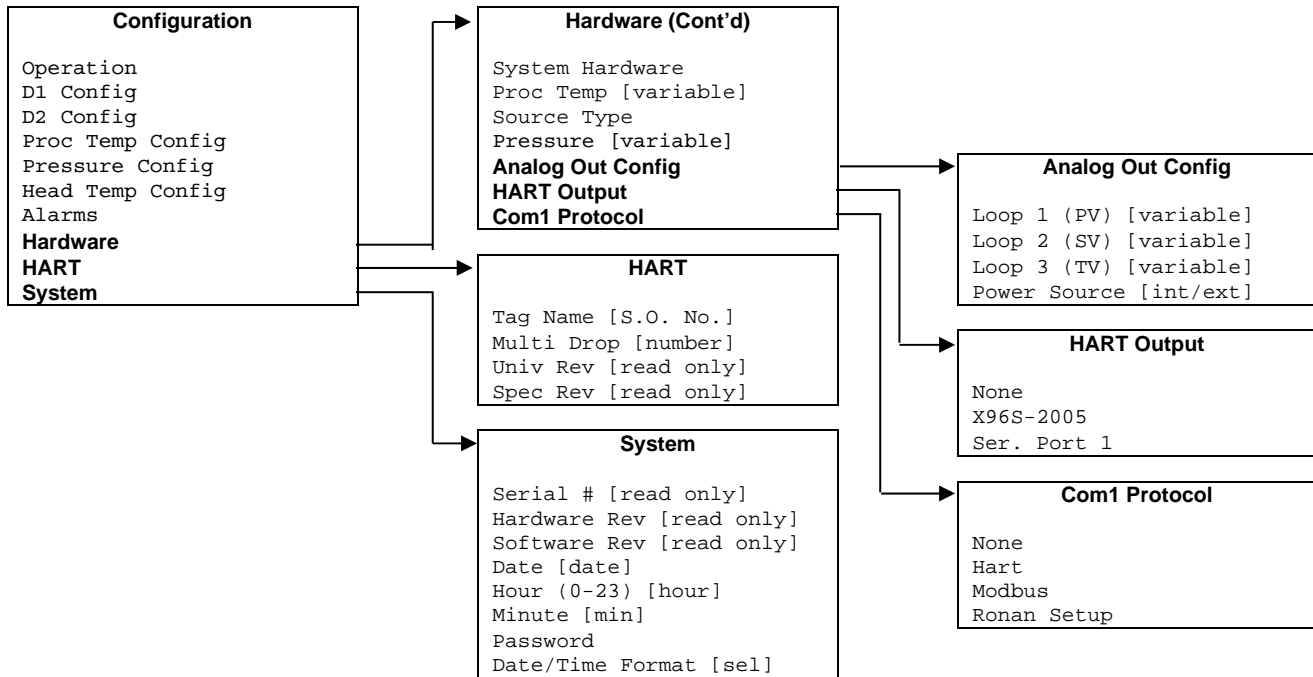 Configuration
Operation
D1 Config
D2 Config
Proc Temp Config
Pressure Config
Head Temp Config
Alarms
Hardware
HART
System
Hardware (Cont’d)
System Hardware
Proc Temp [variable]
Source Type
Pressure [variable]
Analog Out Config
HART Output
Com1 Protocol
HART
Tag Name [S.O. No.]
Multi Drop [number]
Univ Rev [read only]
Spec Rev [read only]
System
Serial # [read only]
Hardware Rev [read only]
Software Rev [read only]
Date [date]
Hour (0-23) [hour]
Minute [min]
Password
Date/Time Format [sel]
Analog Out Config
Loop 1 (PV) [variable]
Loop 2 (SV) [variable]
Loop 3 (TV) [variable]
Power Source [int/ext]
HART Output
None
X96S-2005
Ser. Port 1
Com1 Protocol
None
Hart
Modbus
Ronan Setup